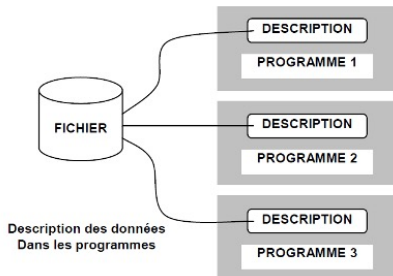 DESCRIPTION
PROGRAMME 1
FICHIER
DESCRIPTION
PROGRAMME 2
Description des données
Dans les programmes
DESCRIPTION
PROGRAMME 3